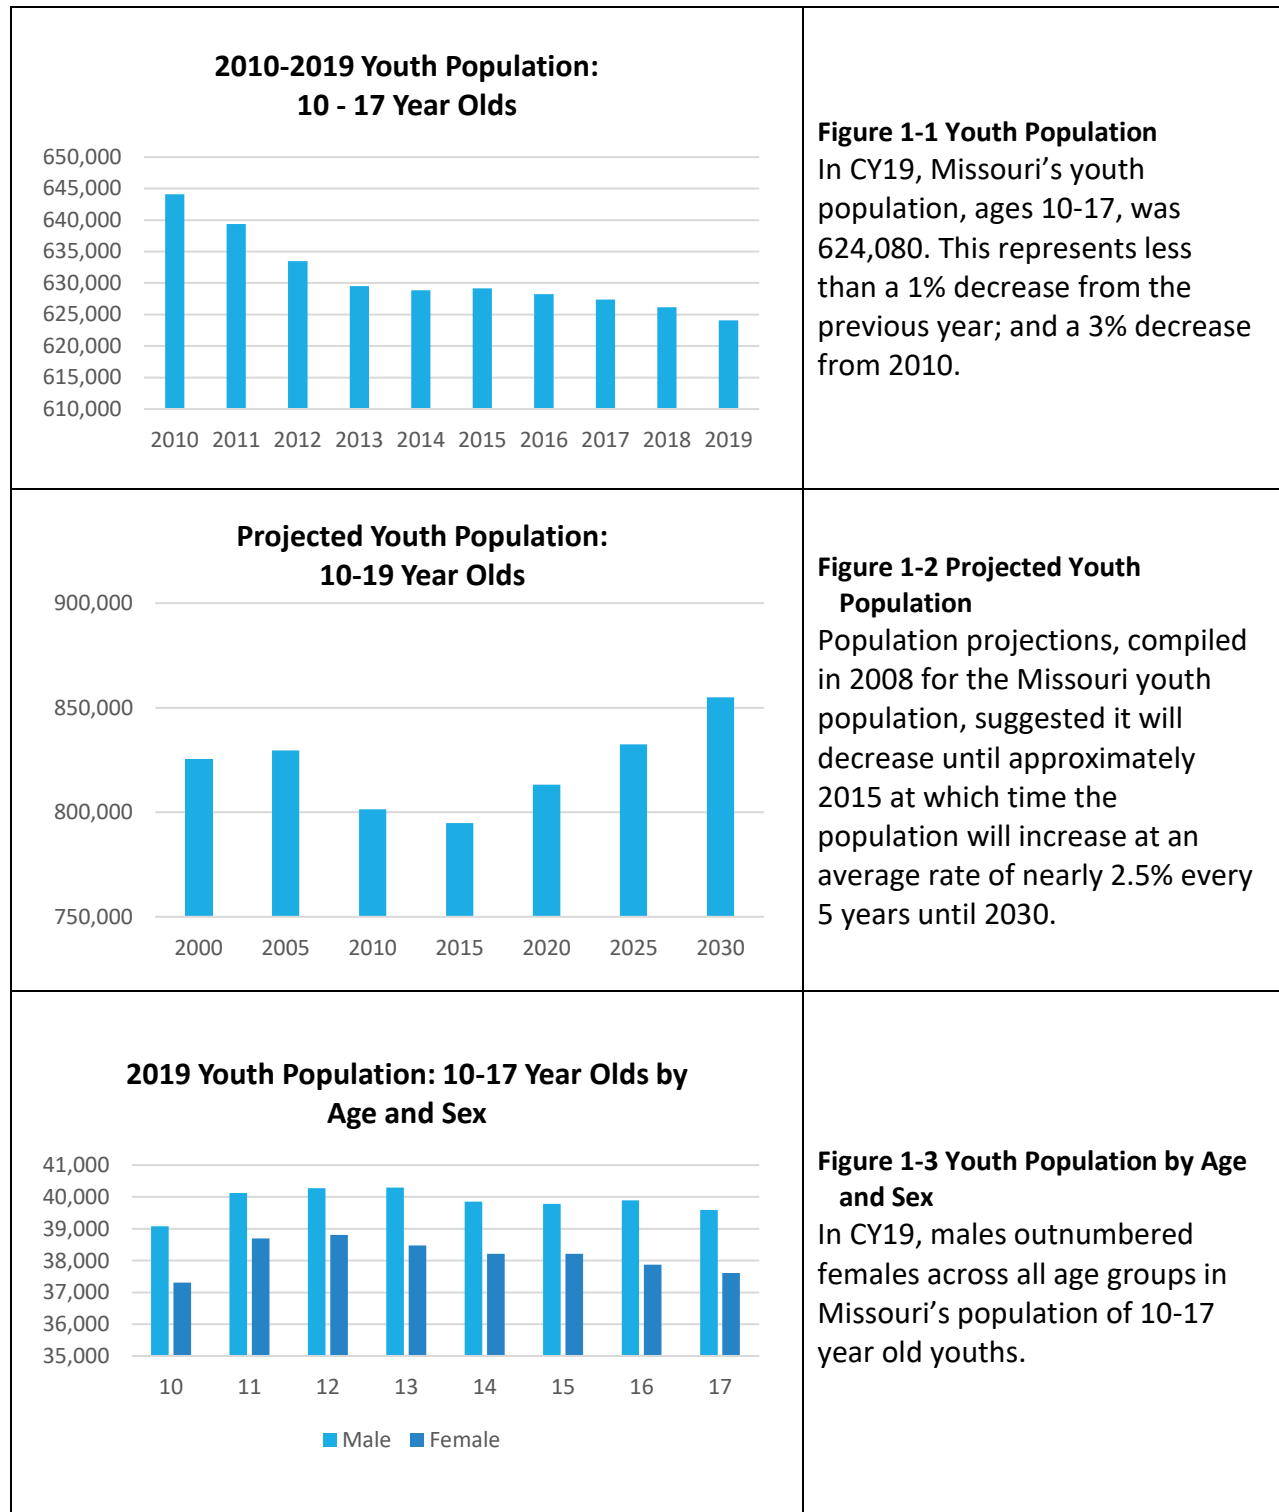 2010-2019 Youth Population:
10 - 17 Year Olds
650,000
645,000
640,000
635,000
630,000
625,000
620,000
615,000
610,000
2010 2011 2012 2013 2014 2015 2016 2017 2018 2019
Figure 1-1 Youth Population
In CY19, Missouri’s youth
population, ages 10-17, was
624,080. This represents less
than a 1% decrease from the
previous year; and a 3% decrease
from 2010.
Projected Youth Population:
10-19 Year Olds
900,000
850,000
800,000
750,000
2000 2005 2010 2015 2020 2025 2030
Figure 1-2 Projected Youth
Population
Population projections, compiled
in 2008 for the Missouri youth
population, suggested it will
decrease until approximately
2015 at which time the
population will increase at an
average rate of nearly 2.5% every
5 years until 2030.
2019 Youth Population: 10-17 Year Olds by
Age and Sex
41,000
40,000
39,000
38,000
37,000
36,000
35,000
10 11 12 13 14 15 16 17
Male Female
Figure 1-3 Youth Population by Age
and Sex
In CY19, males outnumbered
females across all age groups in
Missouri’s population of 10-17
year old youths.